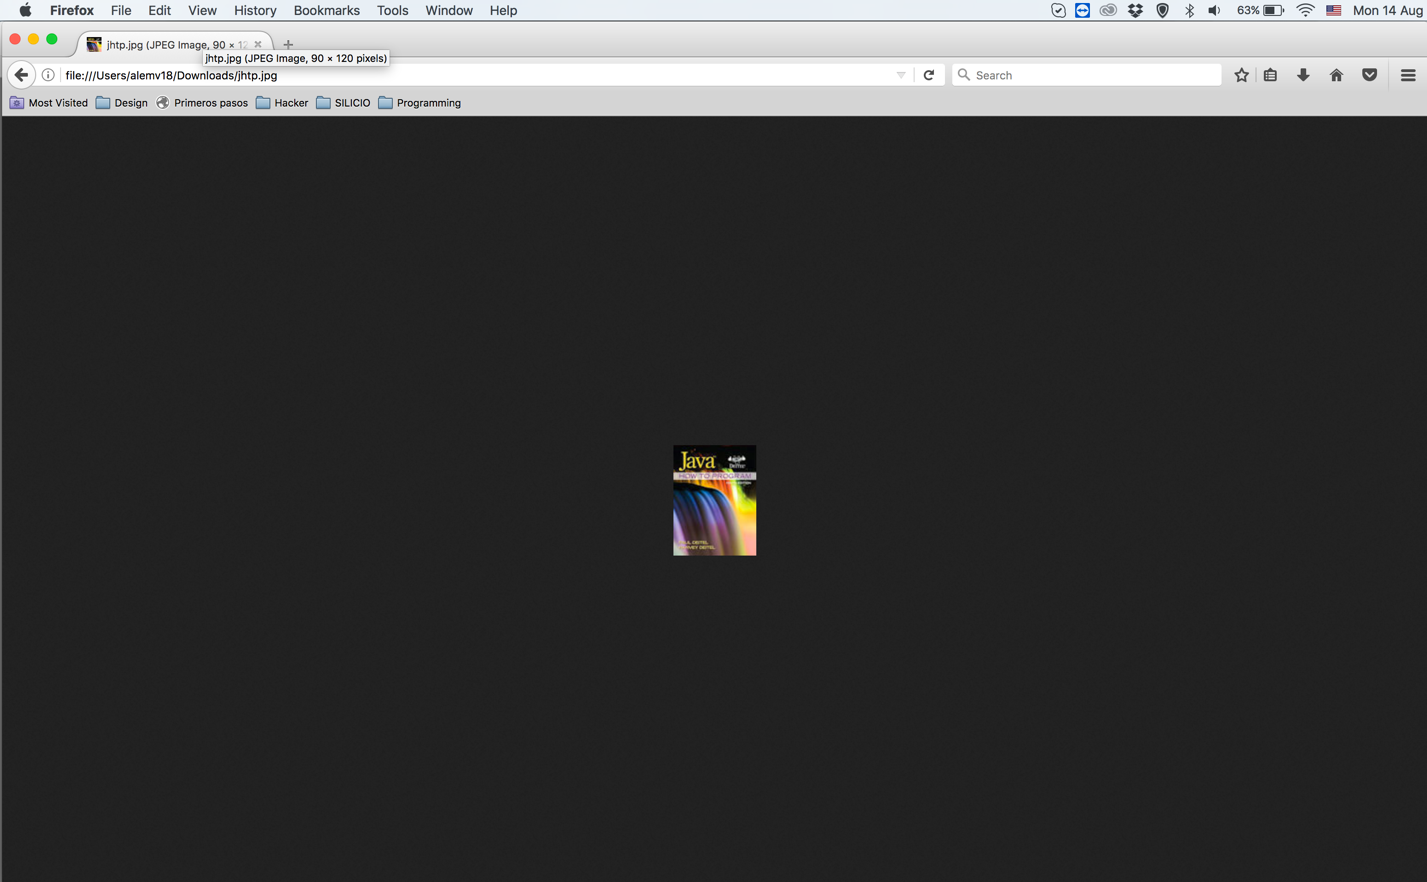 Firefox File Edit View History Bookmarks Tools Window Help 63% Mon 14 Aug
jhtp.jpg (JPEG Image, 90 × 12
jhtp.jpg (JPEG Image, 90 × 120 pixels)
file:///Users/alemv18/Downloads/jhtp.jpg Search
Most Visited Design Primeros pasos Hacker SILICIO Programming
Java
HOW TO PROGRAM
DEITEL
DEITEL